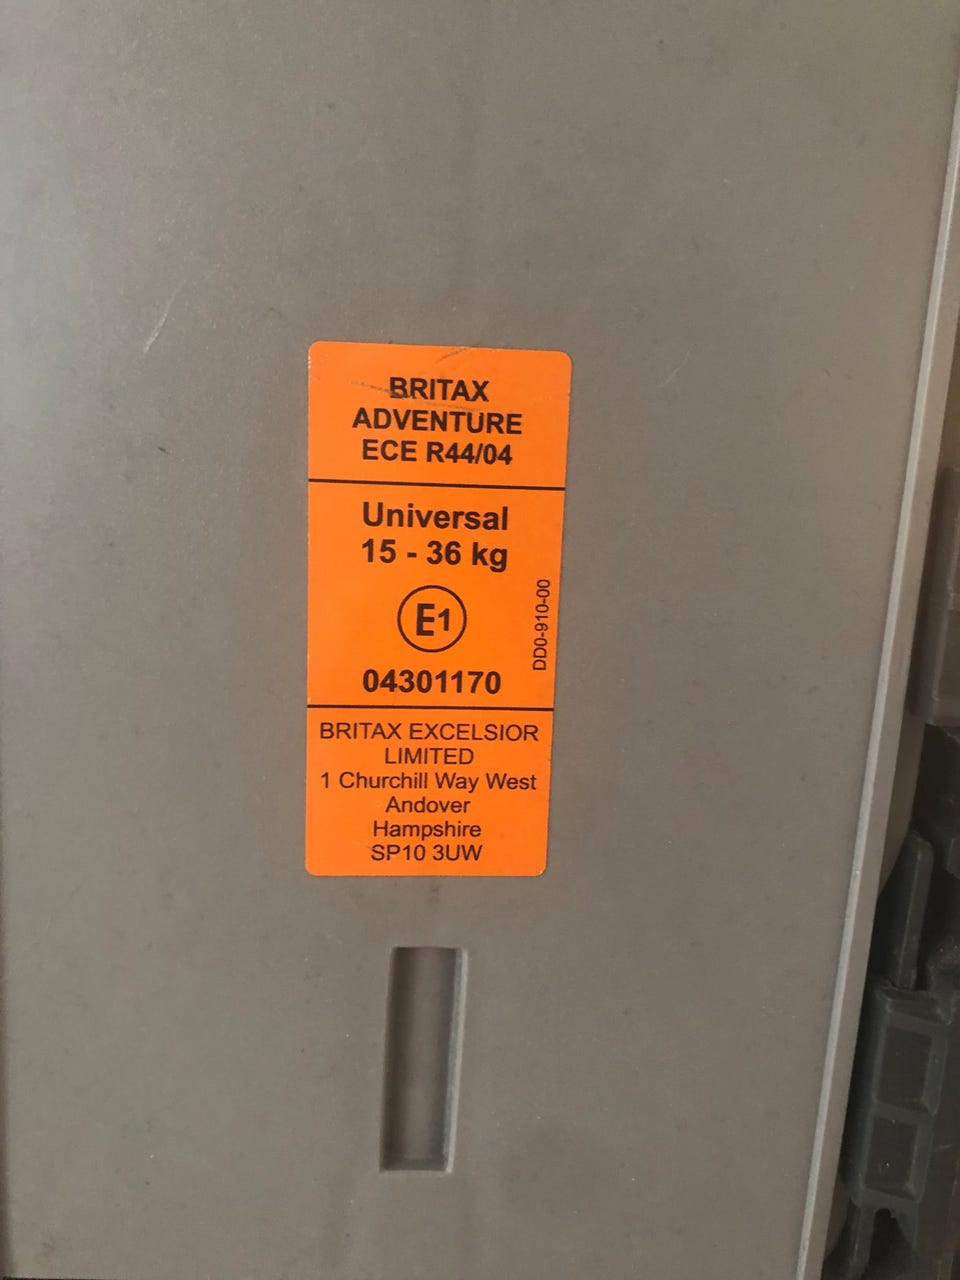 BRITAX
ADVENTURE
ECE R44/04
Universal
15 - 36 kg
E1
04301170
DD0-910-00
BRITAX EXCELSIOR
LIMITED
1 Churchill Way West
Andover
Hampshire
SP10 3UW